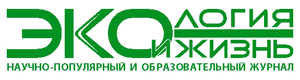 ЭКОЛОГИЯ
И ЖИЗНЬ
НАУЧНО-ПОПУЛЯРНЫЙ И ОБРАЗОВАТЕЛЬНЫЙ ЖУРНАЛ